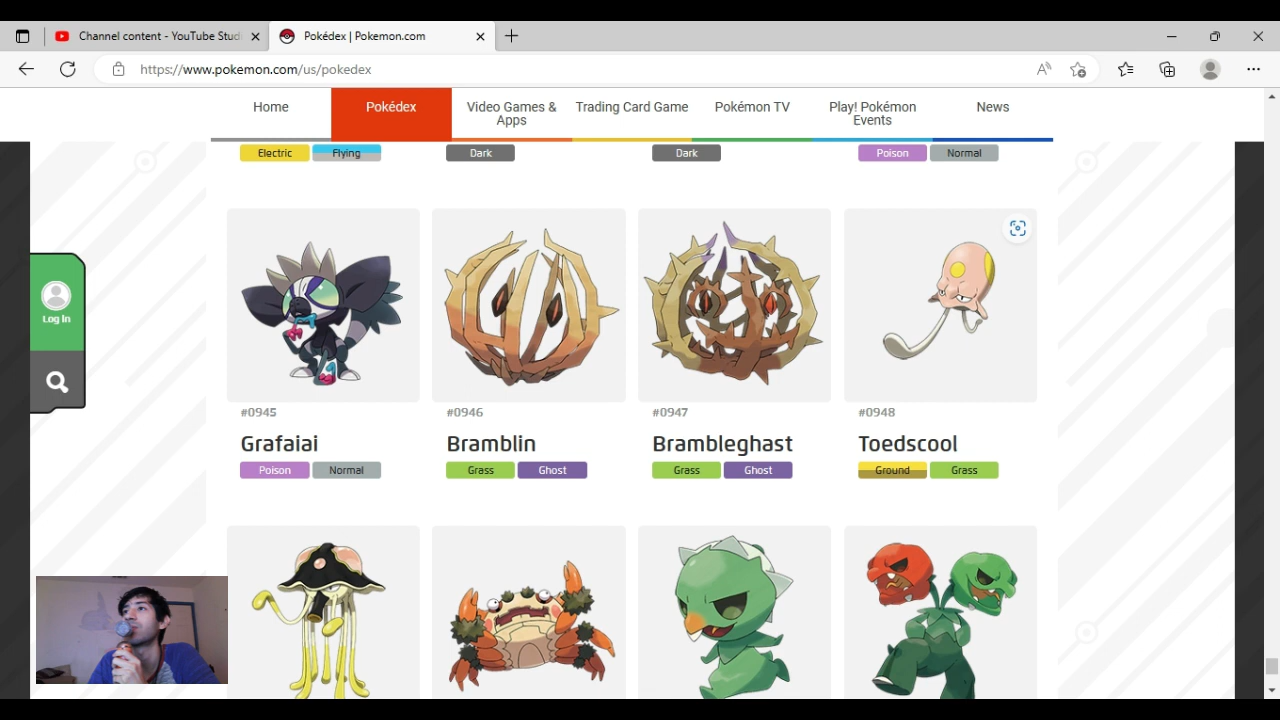 Channel content - YouTube Stud
Pokédex | Pokemon.com
https://www.pokemon.com/us/pokedex
Home
Pokédex
Video Games &
Apps
Trading Card Game
Pokémon TV
Play! Pokémon
Events
News
Electric Flying
Dark
Dark
Poison Normal
Log In
#0945
Grafaiai
Poison Normal
#0946
Bramblin
Grass Ghost
#0947
Brambleghast
Grass Ghost
#0948
Toedscool
Ground Grass